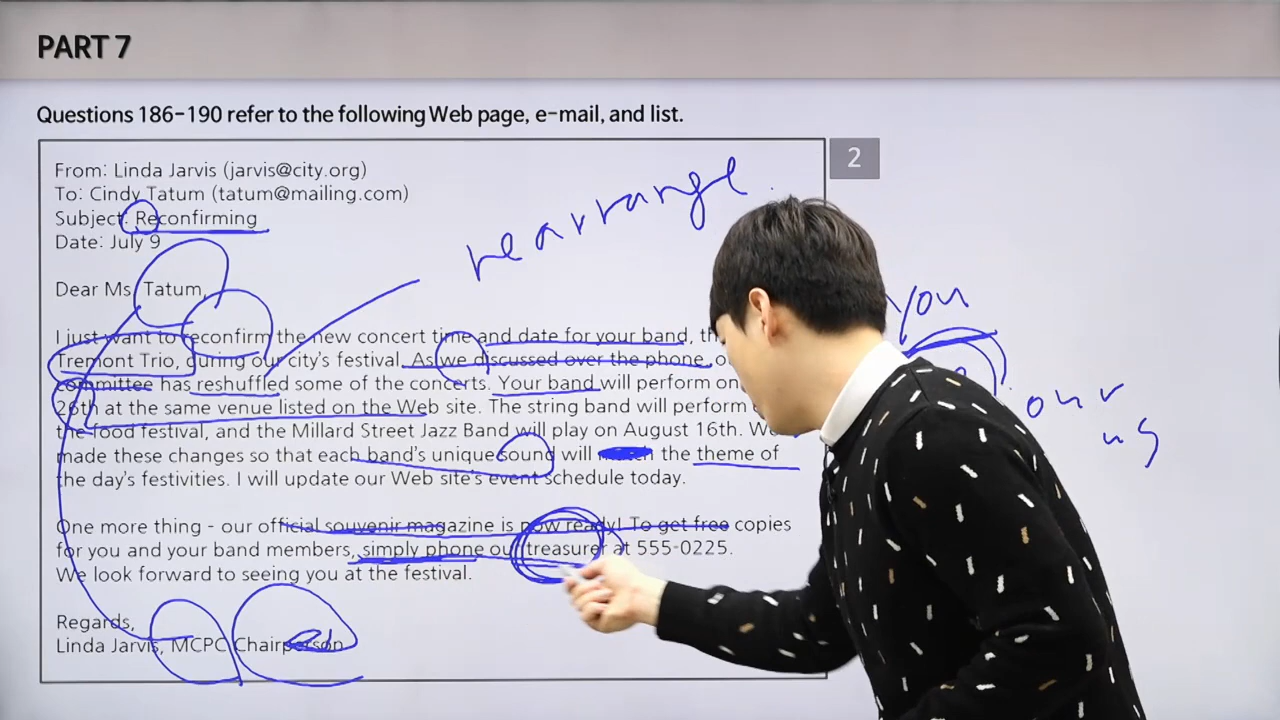 PART 7
Questions 186-190 refer to the following Web page, e-mail, and list.
2
From: Linda Jarvis (jarvis@city.org)
To: Cindy Tatum (tatum@mailing.com)
Subject: Reconfirming
Date: July 9
rearrange
Dear Ms. Tatum,
you
I just want to reconfirm the new concert time and date for your band,
Tremont Trio, during our city's festival. As we discussed over the phone,
committee has reshuffled some of the concerts. Your band will perform on
26th at the same venue listed on the Web site. The string band will perform
our
the food festival, and the Millard Street Jazz Band will play on August 16th.
us
made these changes so that each band's unique sound will the theme of
the day's festivities. I will update our Web site's event schedule today.
One more thing - our official souvenir magazine is now ready! To get free copies
for you and your band members, simply phone our treasurer at 555-0225.
We look forward to seeing you at the festival.
Regards,
Linda Jarvis, MCPC Chairperson